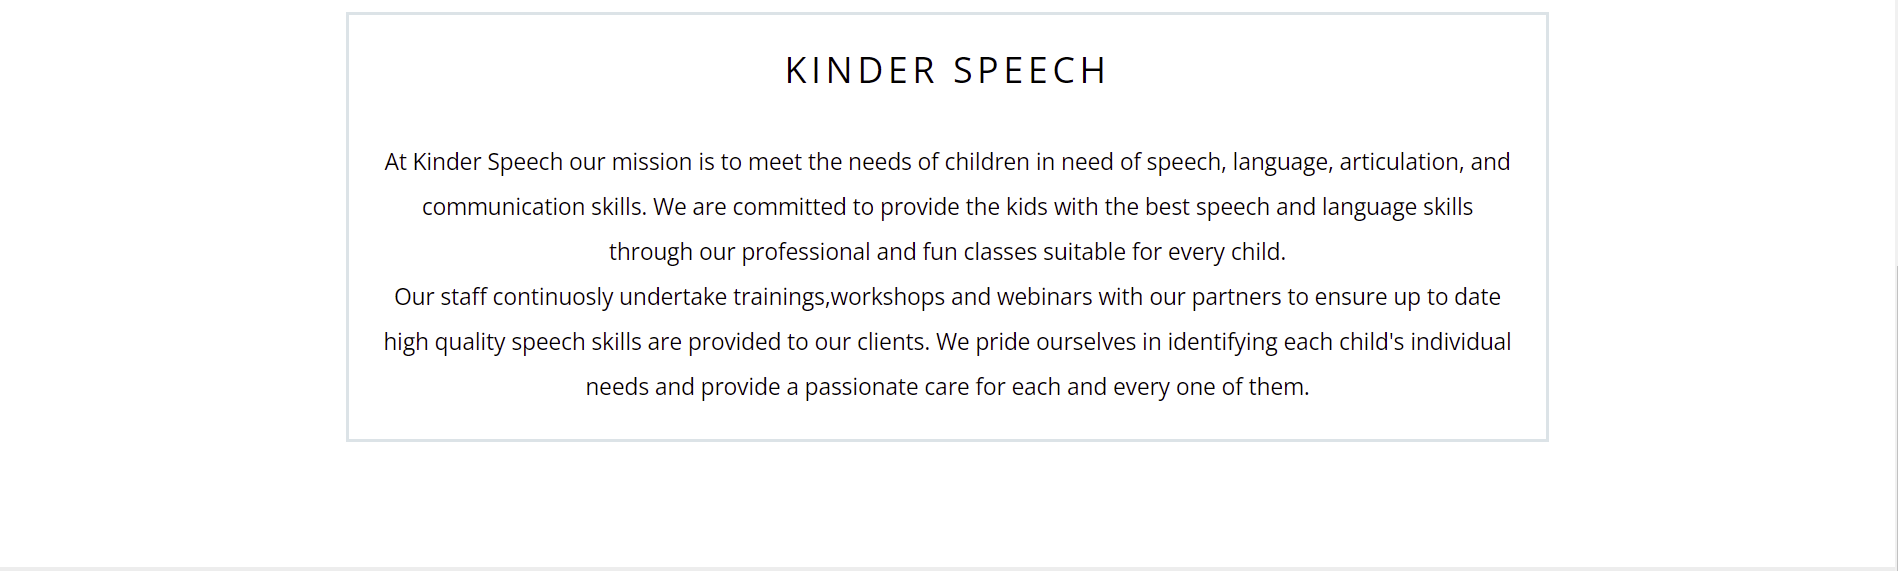 KINDER SPEECH
At Kinder Speech our mission is to meet the needs of children in need of speech, language, articulation, and
communication skills. We are committed to provide the kids with the best speech and language skills
through our professional and fun classes suitable for every child.
Our staff continuosly undertake trainings,workshops and webinars with our partners to ensure up to date
high quality speech skills are provided to our clients. We pride ourselves in identifying each child's individual
needs and provide a passionate care for each and every one of them.